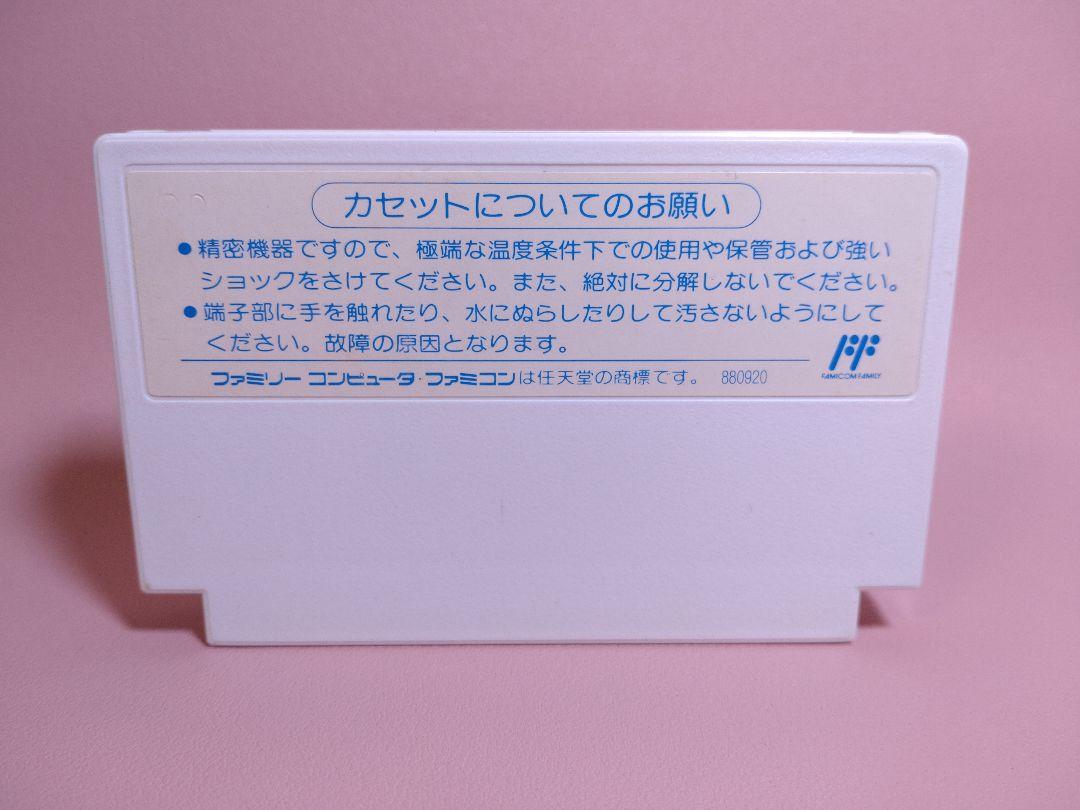 カセットについてのお願い
●精密機器ですので、極端な温度条件下での使用や保管および強い
ショックをさけてください。また、絶対に分解しないでください。
●端子部に手を触れたり、水にぬらしたりして汚さないようにして
ください。故障の原因となります。
FAMICOM FAMILY
ファミリー コンピュータ・ファミコンは任天堂の商標です。 880920